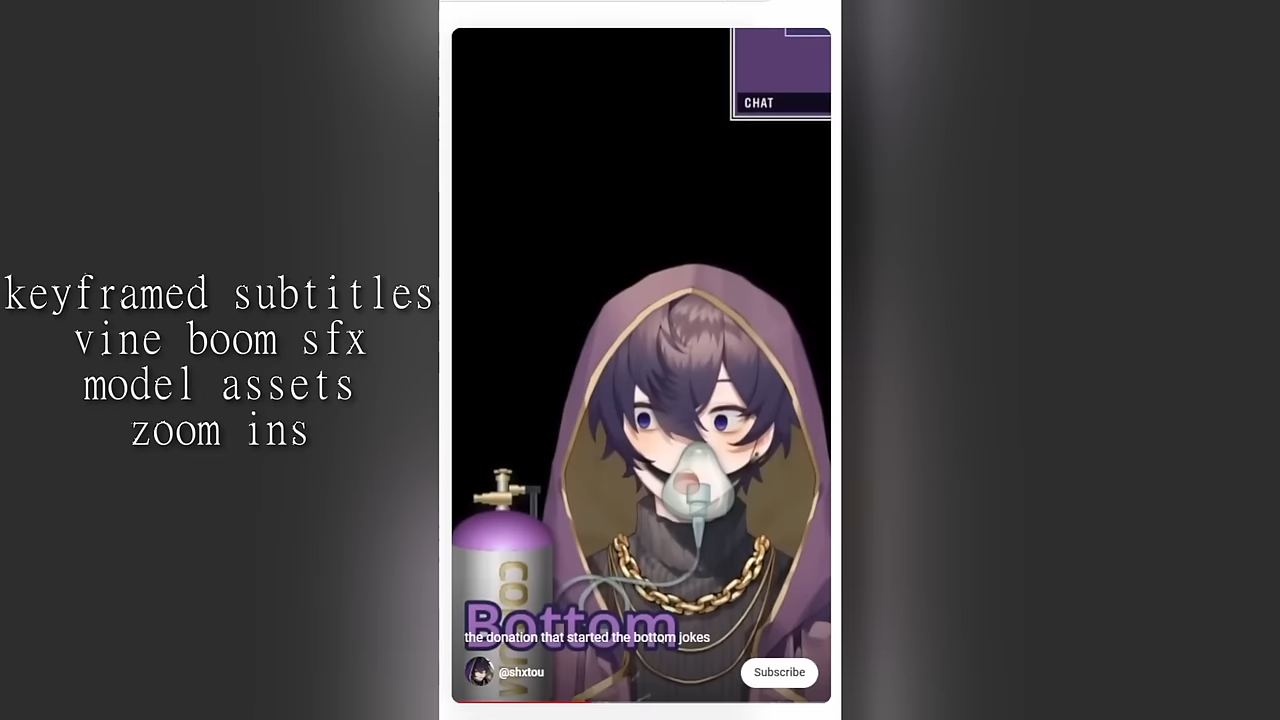 keyframed subtitles
vine boom sfx
model assets
zoom ins
CHAT
Bottom
the donation that started the bottom jokes
@shxtou
Subscribe